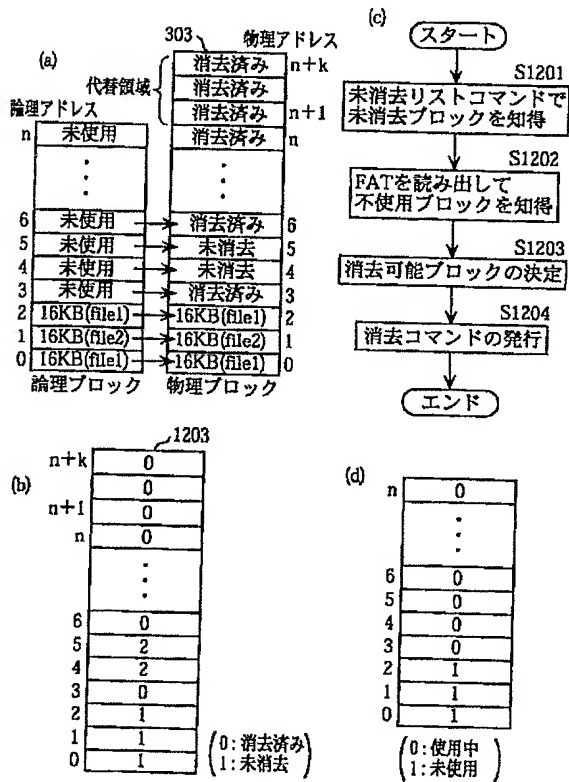 (a)
303
物理アドレス
代替領域
論理アドレス
消去済み n+k
消去済み
消去済み n+1
n 未使用 消去済み n
6 未使用 消去済み 6
5 未使用 未消去 5
4 未使用 未消去 4
3 未使用 消去済み 3
2 16KB(file1) 16KB(file1) 2
1 16KB(file2) 16KB(file2) 1
0 16KB(file1) 16KB(file1) 0
論理ブロック 物理ブロック
(c)
スタート
S1201
未消去リストコマンドで
未消去ブロックを知得
S1202
FATを読み出して
不使用ブロックを知得
S1203
消去可能ブロックの決定
S1204
消去コマンドの発行
エンド
(b)
1203
n+k 0
0
n+1 0
n 0
6 0
5 2
4 2
3 0
2 1
1 1
0 1
(0:消去済み
1:未消去)
(d)
n 0
6 0
5 0
4 0
3 0
2 1
1 1
0 1
(0:使用中
1:未使用)